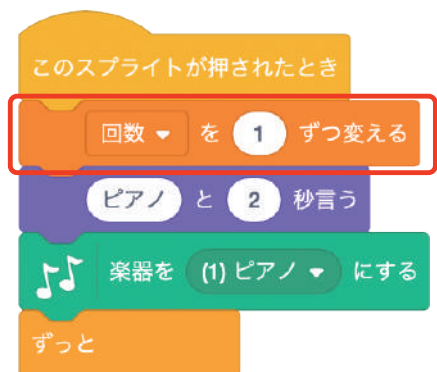 このスプライトが押されたとき
回数 を 1 ずつ変える
ピアノ と 2 秒言う
楽器を (1) ピアノ にする
ずっと